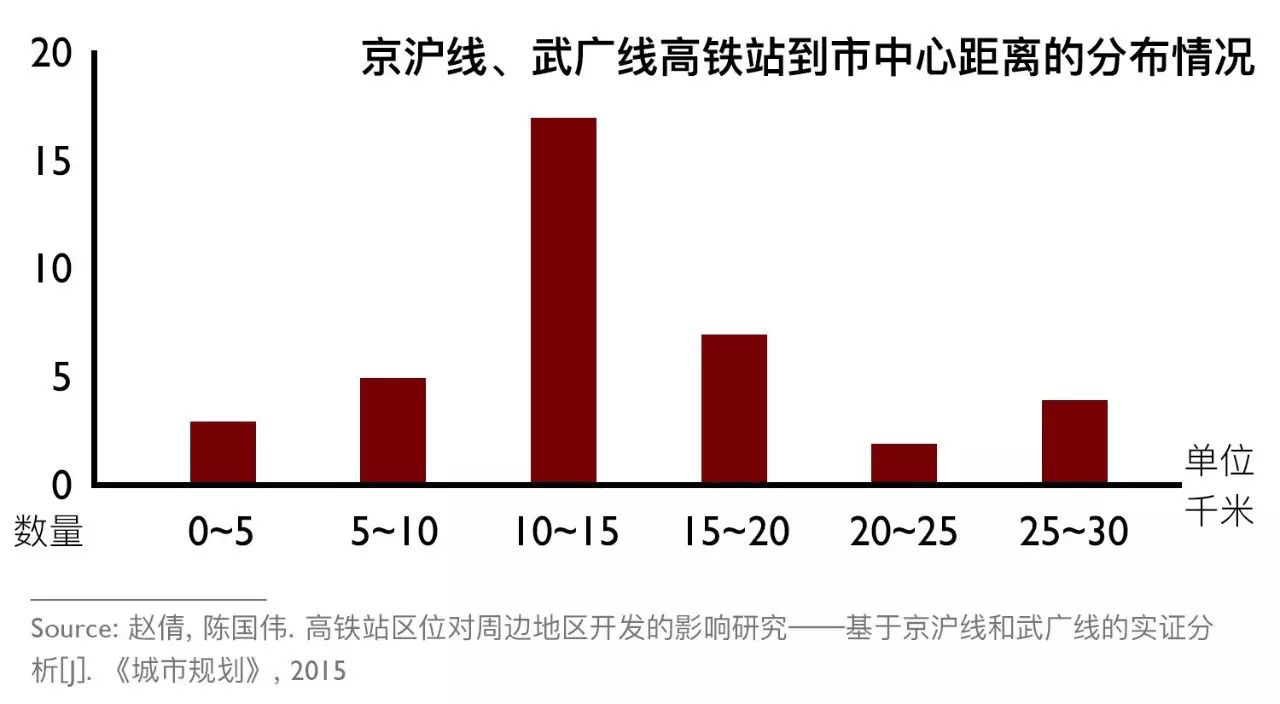 京沪线、武广线高铁站到市中心距离的分布情况
20
15
10
5
0
数量
0~5
5~10
10~15
15~20
20~25
25~30
单位
千米
Source: 赵倩, 陈国伟. 高铁站区位对周边地区开发的影响研究——基于京沪线和武广线的实证分
析[J]. 《城市规划》, 2015